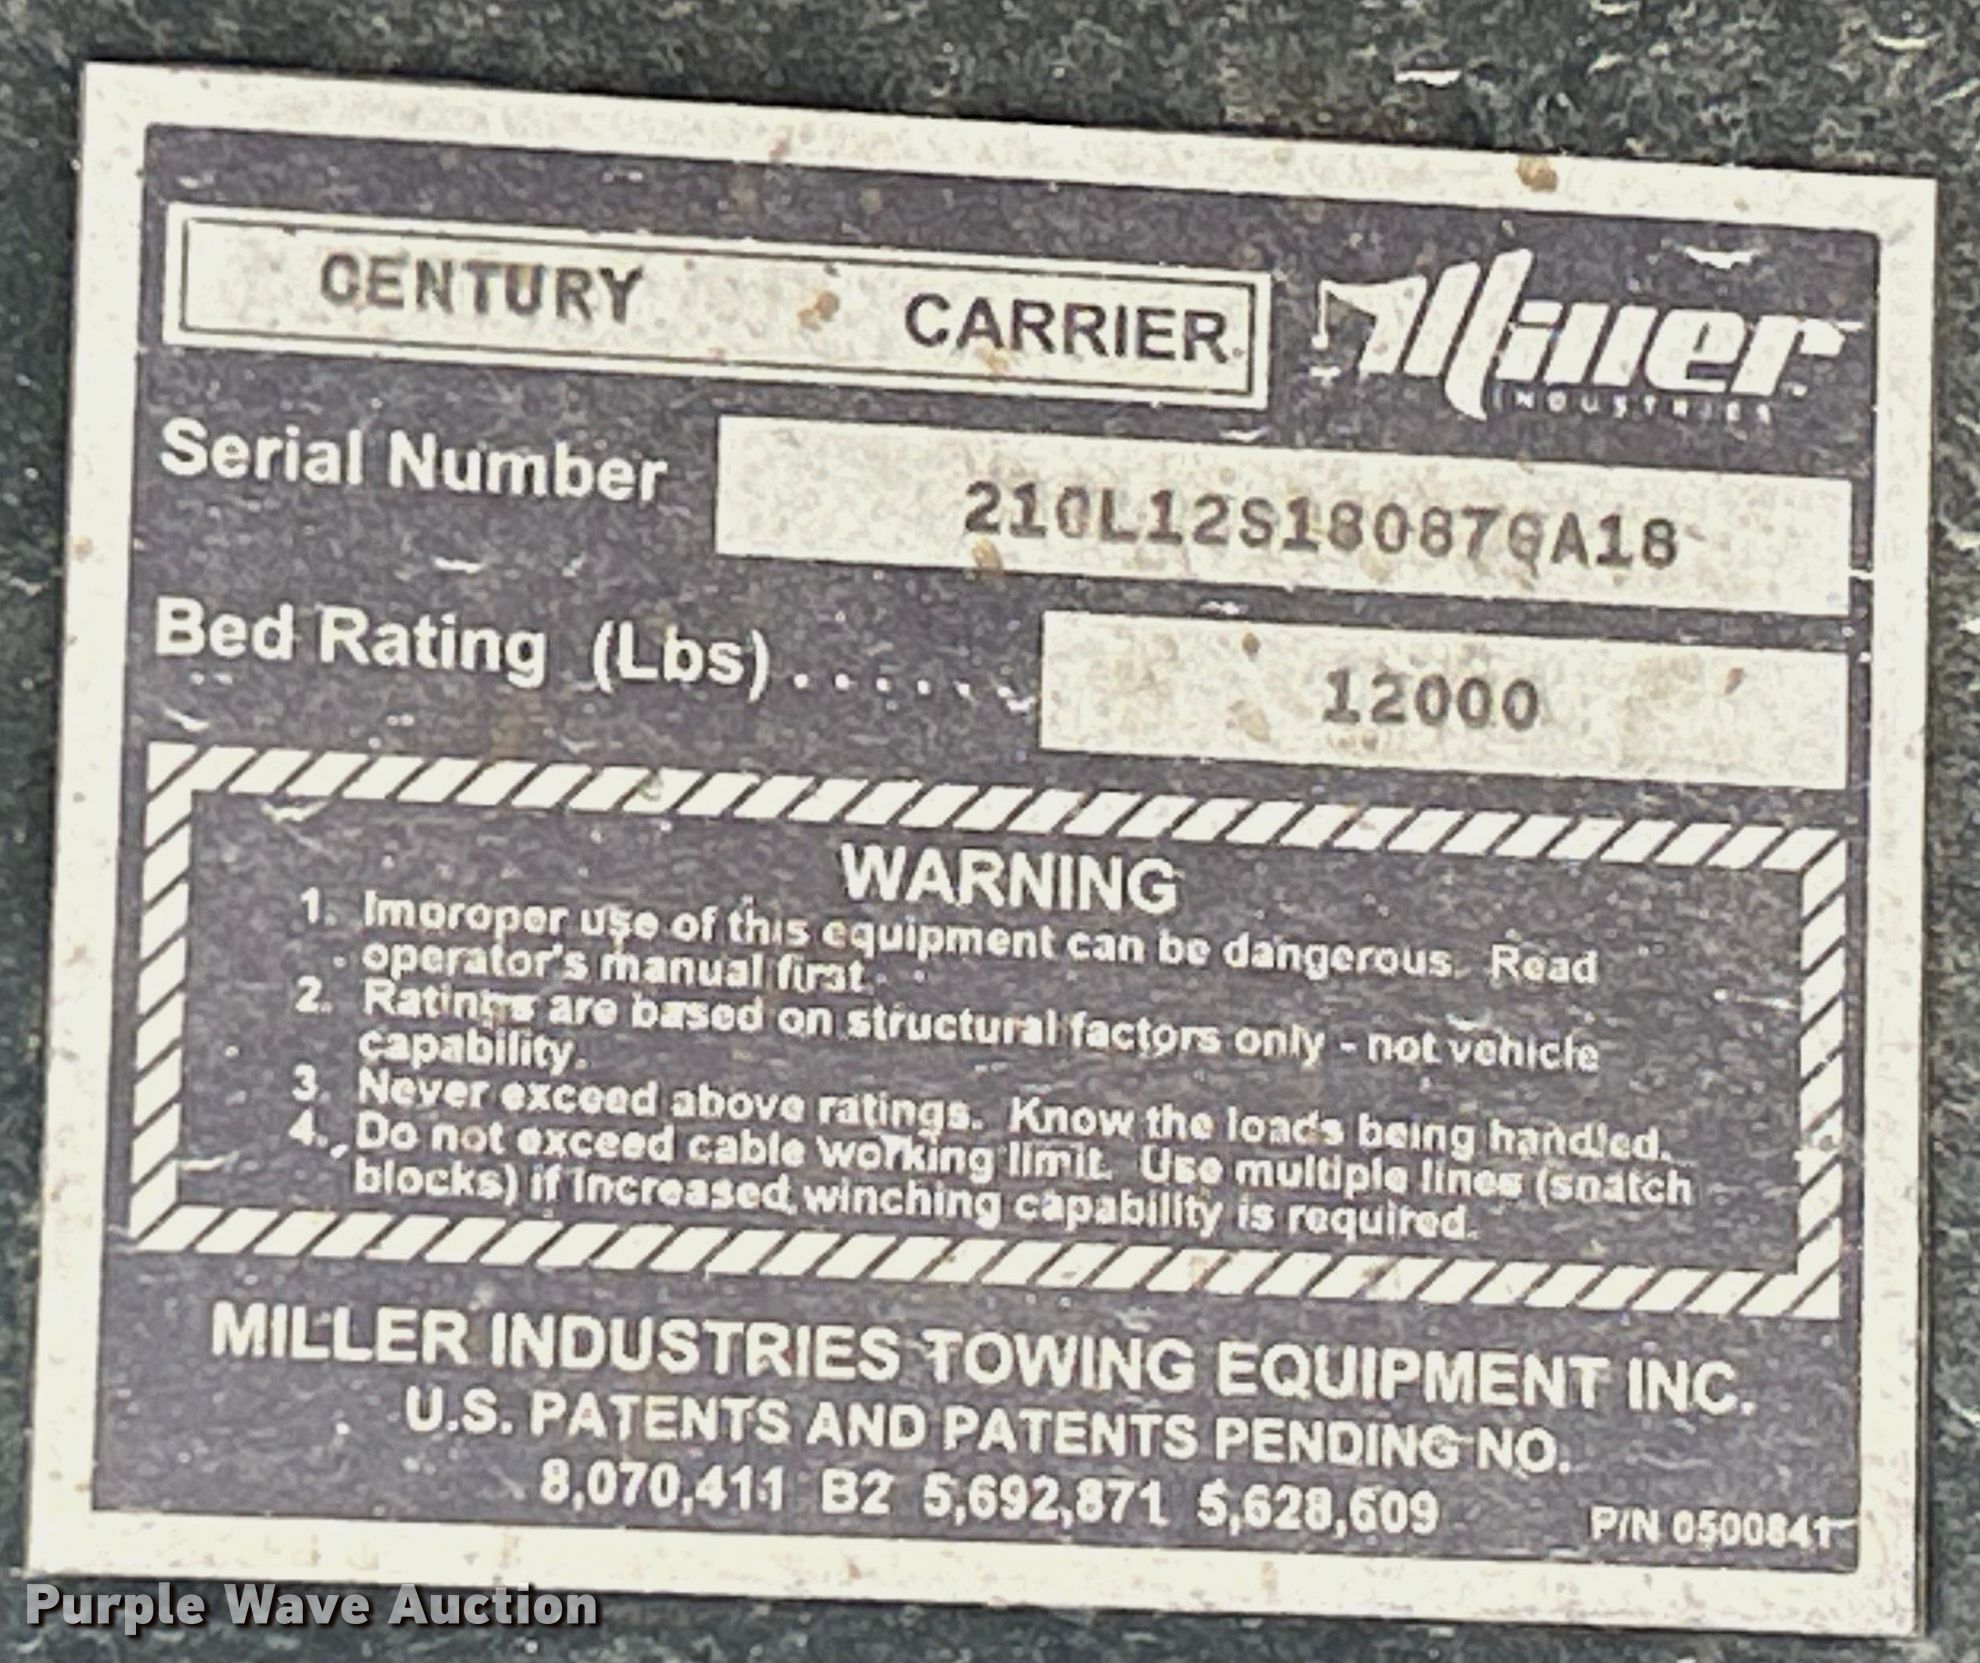 CENTURY CARRIER
Miller
INDUSTRIES
Serial Number 210L12S180876A18
Bed Rating (Lbs) ...... 12000
WARNING
1. Improper use of this equipment can be dangerous. Read
operator's manual first.
2. Ratings are based on structural factors only - not vehicle
capability.
3. Never exceed above ratings. Know the loads being handled.
4. Do not exceed cable working limit. Use multiple lines (snatch
blocks) if increased winching capability is required.
MILLER INDUSTRIES TOWING EQUIPMENT INC.
U.S. PATENTS AND PATENTS PENDING NO.
8,070,411 B2 5,692,871 5,628,609
P/N 0500841
Purple Wave Auction